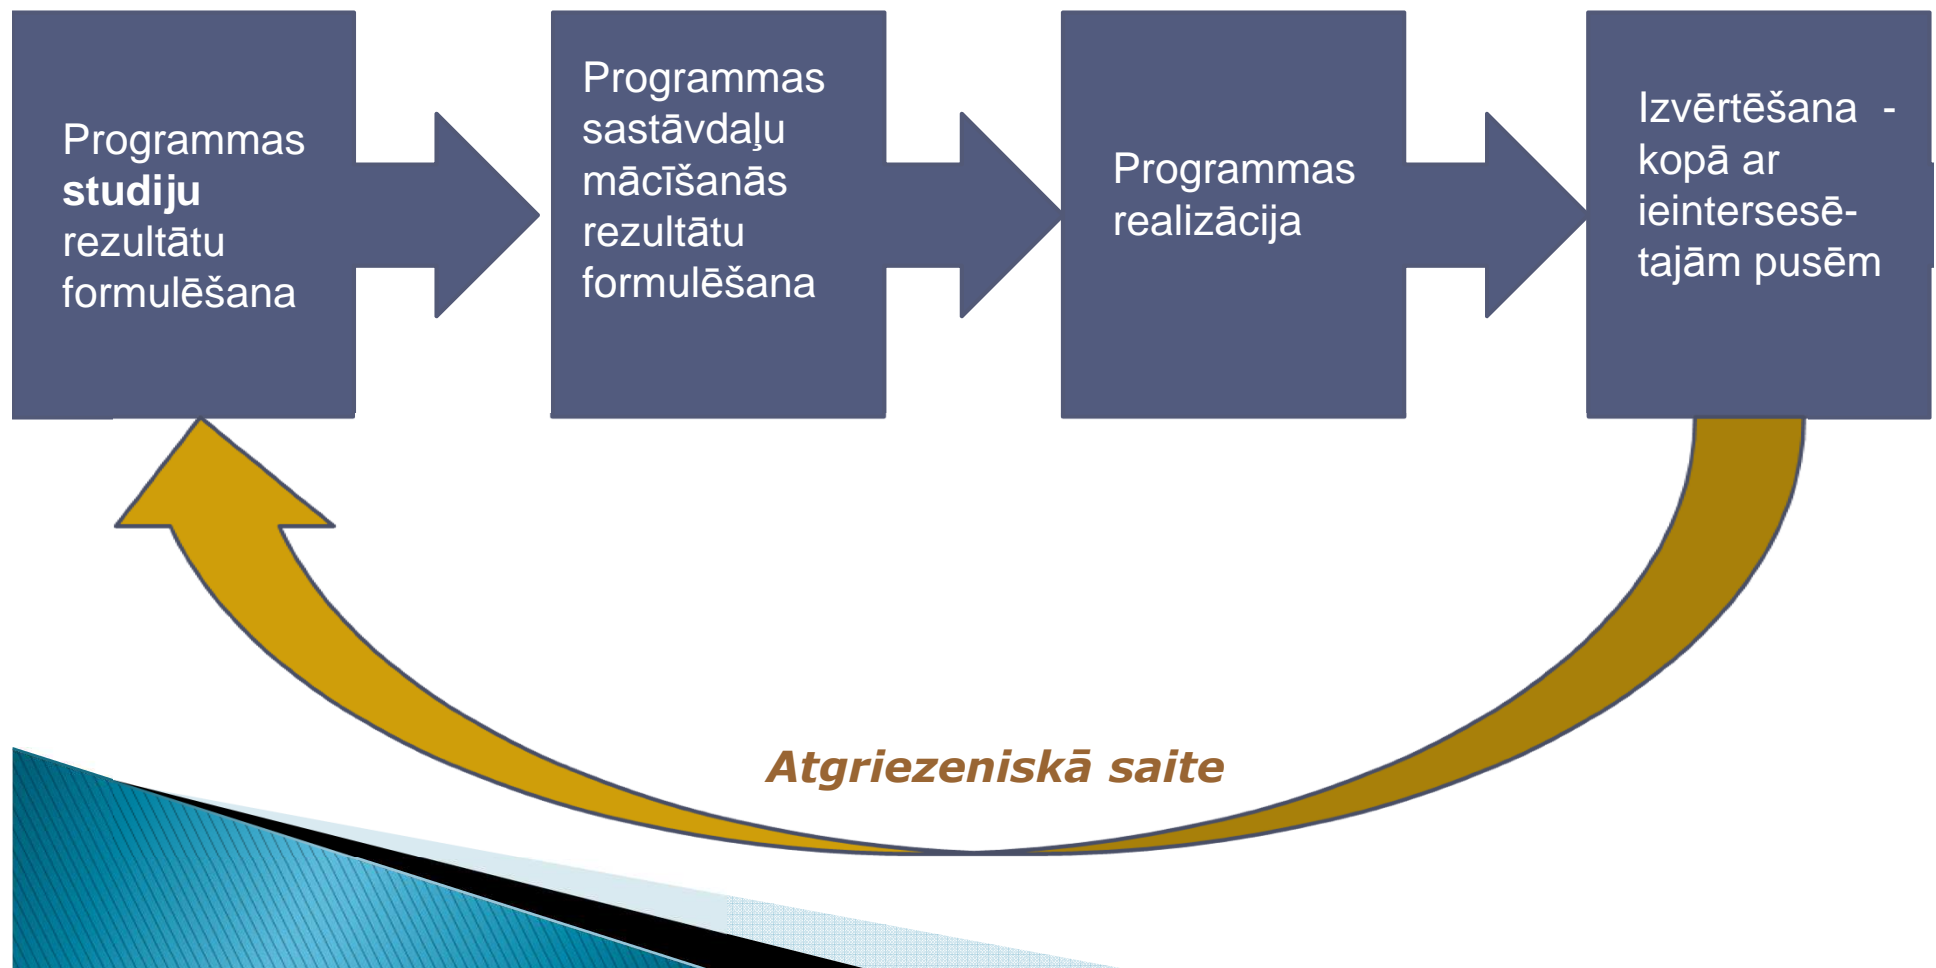 Programmas
studiju
rezultātu
formulēšana
Programmas
sastāvdaļu
mācīšanās
rezultātu
formulēšana
Programmas
realizācija
Izvērtēšana -
kopā ar
ieintersesē-
tajām pusēm
Atgriezeniskā saite